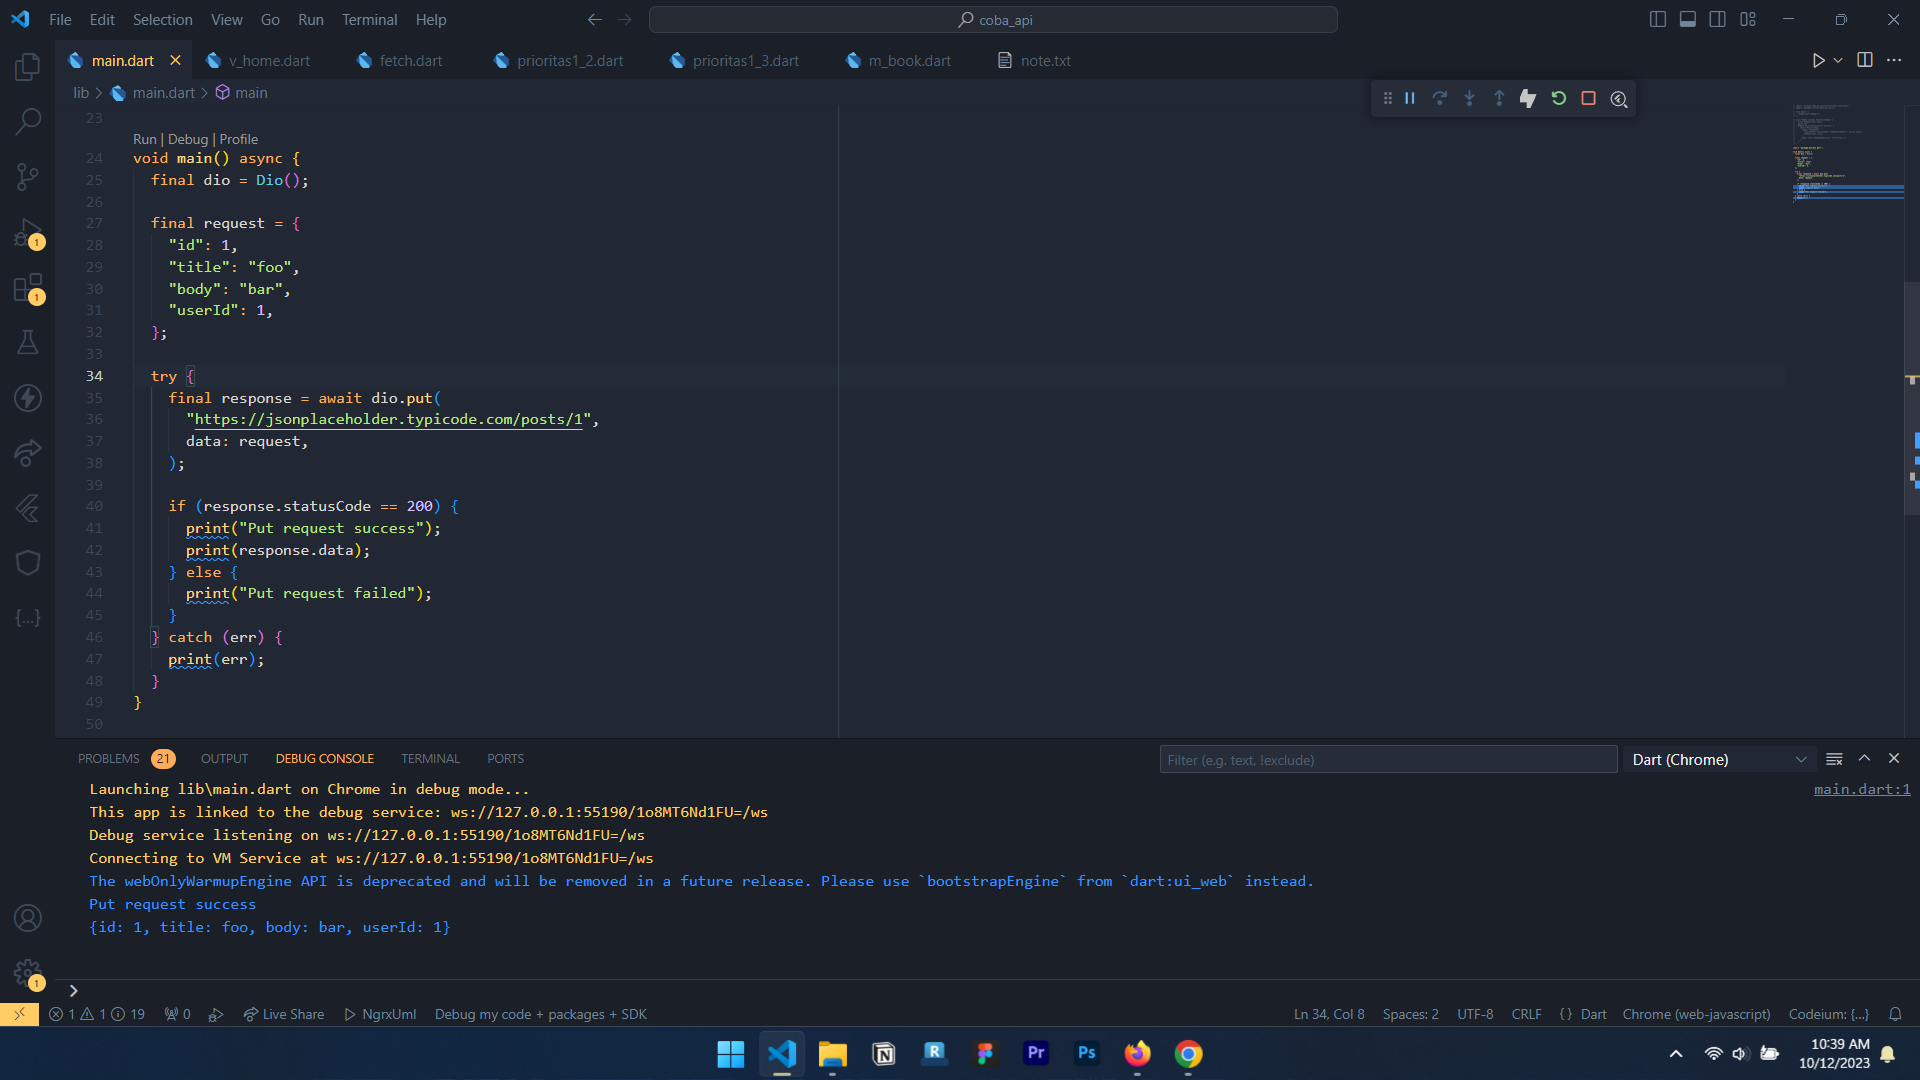 File Edit Selection View Go Run Terminal Help
coba_api
main.dart v_home.dart fetch.dart prioritas1_2.dart prioritas1_3.dart m_book.dart note.txt
lib > main.dart > main
23
Run | Debug | Profile
24 void main() async {
25 final dio = Dio();
26
27 final request = {
28 "id": 1,
29 "title": "foo",
30 "body": "bar",
31 "userId": 1,
32 };
33
34 try {
35 final response = await dio.put(
36 "https://jsonplaceholder.typicode.com/posts/1",
37 data: request,
38 );
39
40 if (response.statusCode == 200) {
41 print("Put request success");
42 print(response.data);
43 } else {
44 print("Put request failed");
45 }
46 } catch (err) {
47 print(err);
48 }
49 }
50
PROBLEMS 21 OUTPUT DEBUG CONSOLE TERMINAL PORTS Filter (e.g. text, !exclude) Dart (Chrome)
Launching lib\main.dart on Chrome in debug mode... main.dart:1
This app is linked to the debug service: ws://127.0.0.1:55190/1o8MT6Nd1FU=/ws
Debug service listening on ws://127.0.0.1:55190/1o8MT6Nd1FU=/ws
Connecting to VM Service at ws://127.0.0.1:55190/1o8MT6Nd1FU=/ws
The webOnlyWarmupEngine API is deprecated and will be removed in a future release. Please use `bootstrapEngine` from `dart:ui_web` instead.
Put request success
{id: 1, title: foo, body: bar, userId: 1}
1 1 19 0 Live Share NgrxUml Debug my code + packages + SDK Ln 34, Col 8 Spaces: 2 UTF-8 CRLF { } Dart Chrome (web-javascript) Codeium: {...}
10:39 AM
10/12/2023